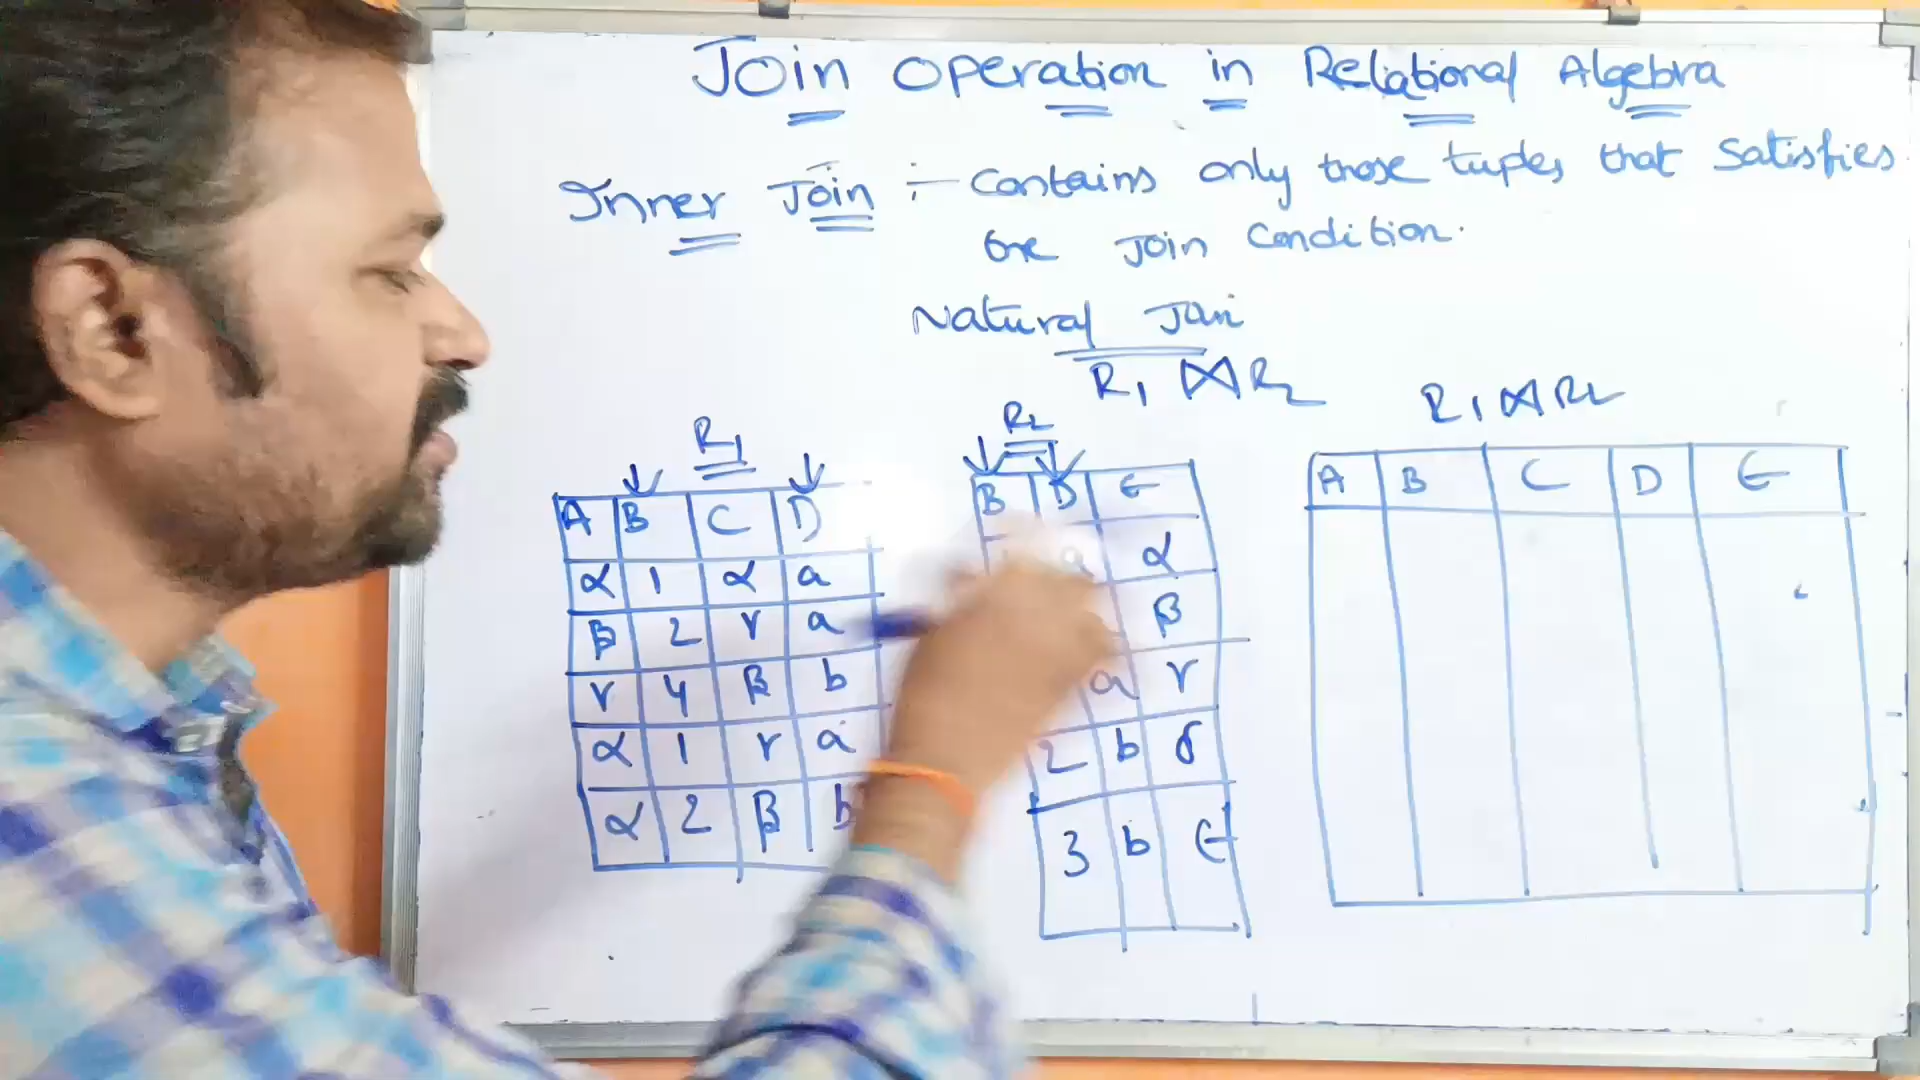 Join Operation in Relational Algebra
Inner Join :- Contains only those tuples that satisfies
the Join Condition.
Natural Join
R1 ⋈ R2
R1
R2
R1 ⋈ R2
A B C D
α 1 α a
β 2 γ a
γ 4 β b
α 1 γ a
α 2 β b
B D E
a α
β
a γ
2 b δ
3 b ∈
A B C D E